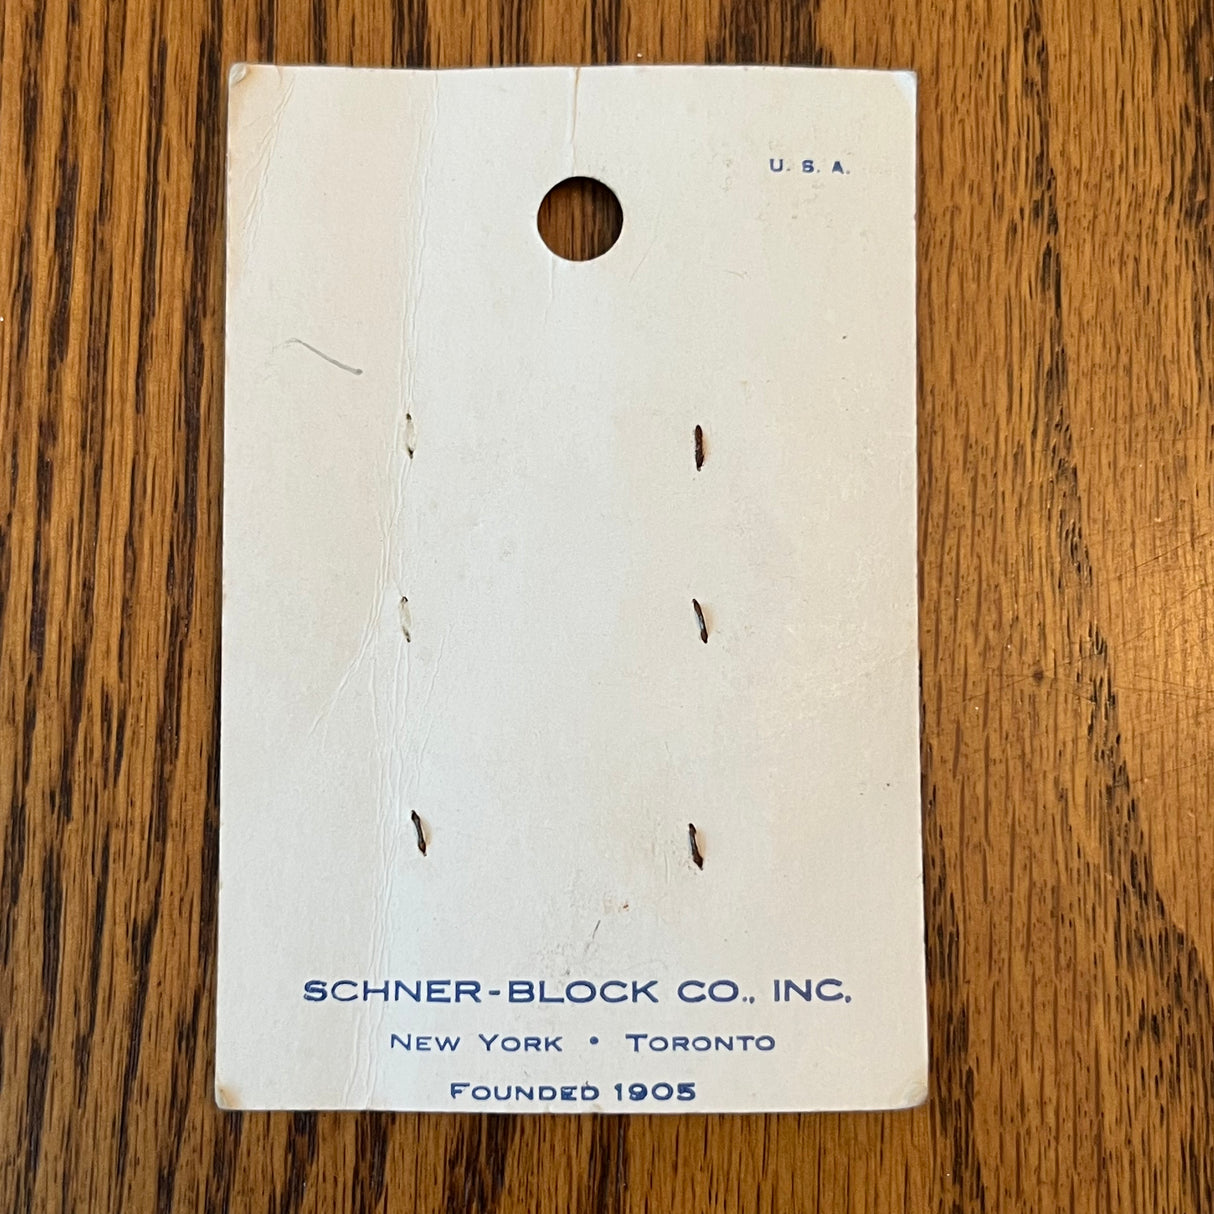 U. S. A.
SCHNER-BLOCK CO., INC.
NEW YORK • TORONTO
FOUNDED 1905